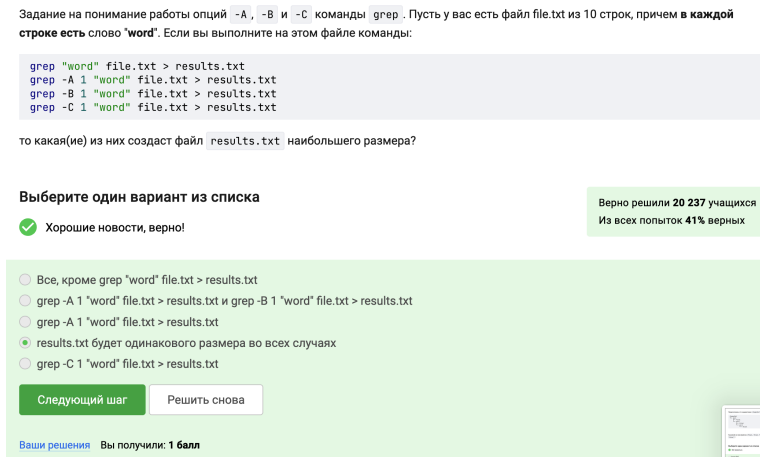 Задание на понимание работы опций -A, -B и -C команды grep. Пусть у вас есть файл file.txt из 10 строк, причем в каждой
строке есть слово "word". Если вы выполните на этом файле команды:
grep "word" file.txt > results.txt
grep -A 1 "word" file.txt > results.txt
grep -B 1 "word" file.txt > results.txt
grep -C 1 "word" file.txt > results.txt
то какая(ие) из них создаст файл results.txt наибольшего размера?
Выберите один вариант из списка
Верно решили 20 237 учащихся
Из всех попыток 41% верных
Хорошие новости, верно!
Все, кроме grep "word" file.txt > results.txt
grep -A 1 "word" file.txt > results.txt и grep -B 1 "word" file.txt > results.txt
grep -A 1 "word" file.txt > results.txt
results.txt будет одинакового размера во всех случаях
grep -C 1 "word" file.txt > results.txt
Следующий шаг
Решить снова
Ваши решения Вы получили: 1 балл